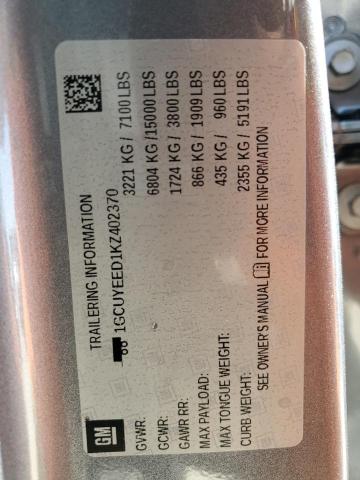 GM
TRAILERING INFORMATION
1GCUYEED1KZ402370
GVWR: 3221 KG / 7100 LBS
GCWR: 6804 KG / 15000 LBS
GAWR RR: 1724 KG / 3800 LBS
MAX PAYLOAD: 866 KG / 1909 LBS
MAX TONGUE WEIGHT: 435 KG / 960 LBS
CURB WEIGHT: 2355 KG / 5191 LBS
SEE OWNER'S MANUAL FOR MORE INFORMATION